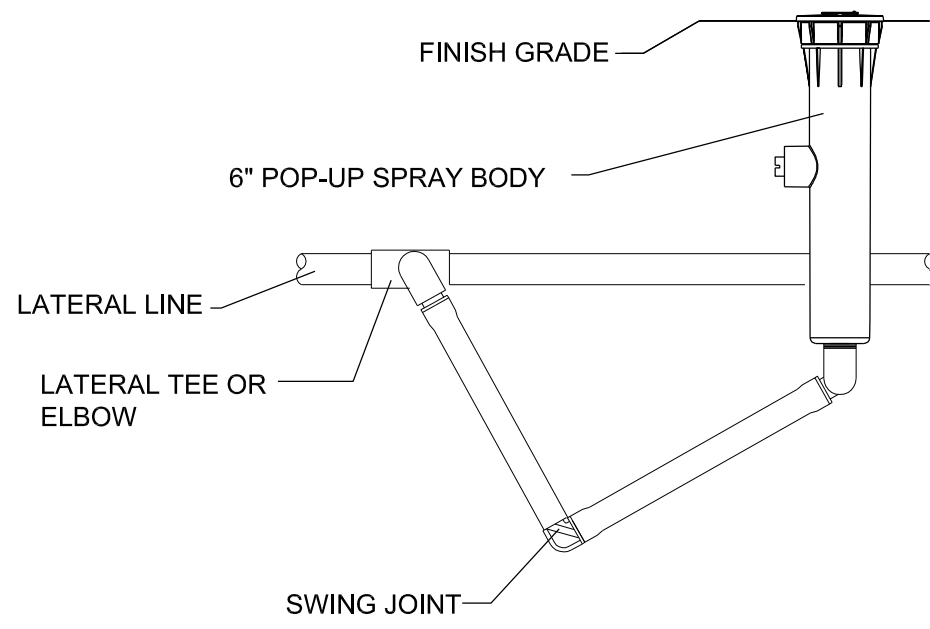 FINISH GRADE
6" POP-UP SPRAY BODY
LATERAL LINE
LATERAL TEE OR
ELBOW
SWING JOINT